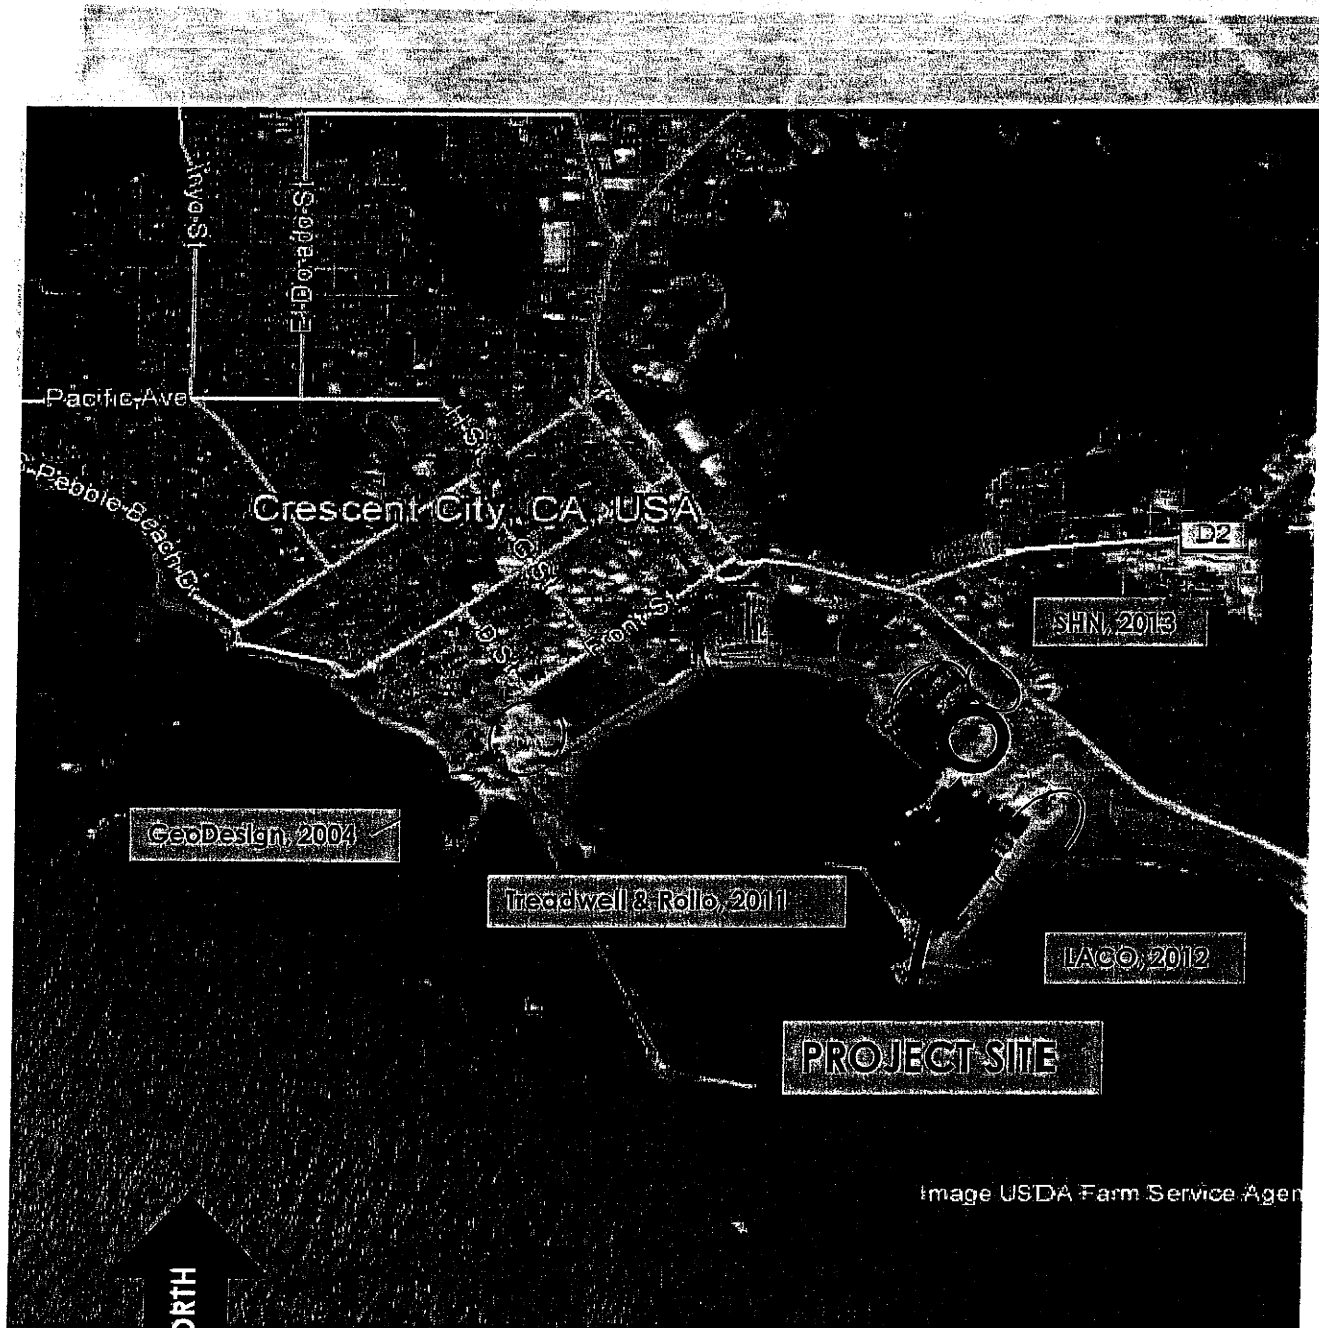 Inyo St
El Dorado St
Pacific Ave
H St
Pebble Beach Dr
Crescent City, CA, USA
D2
G St
Front St
D St
SHN, 2013
GeoDesign, 2004
Treadwell & Rollo, 2011
LACO, 2012
PROJECT SITE
Image USDA Farm Service Agen
ORTH